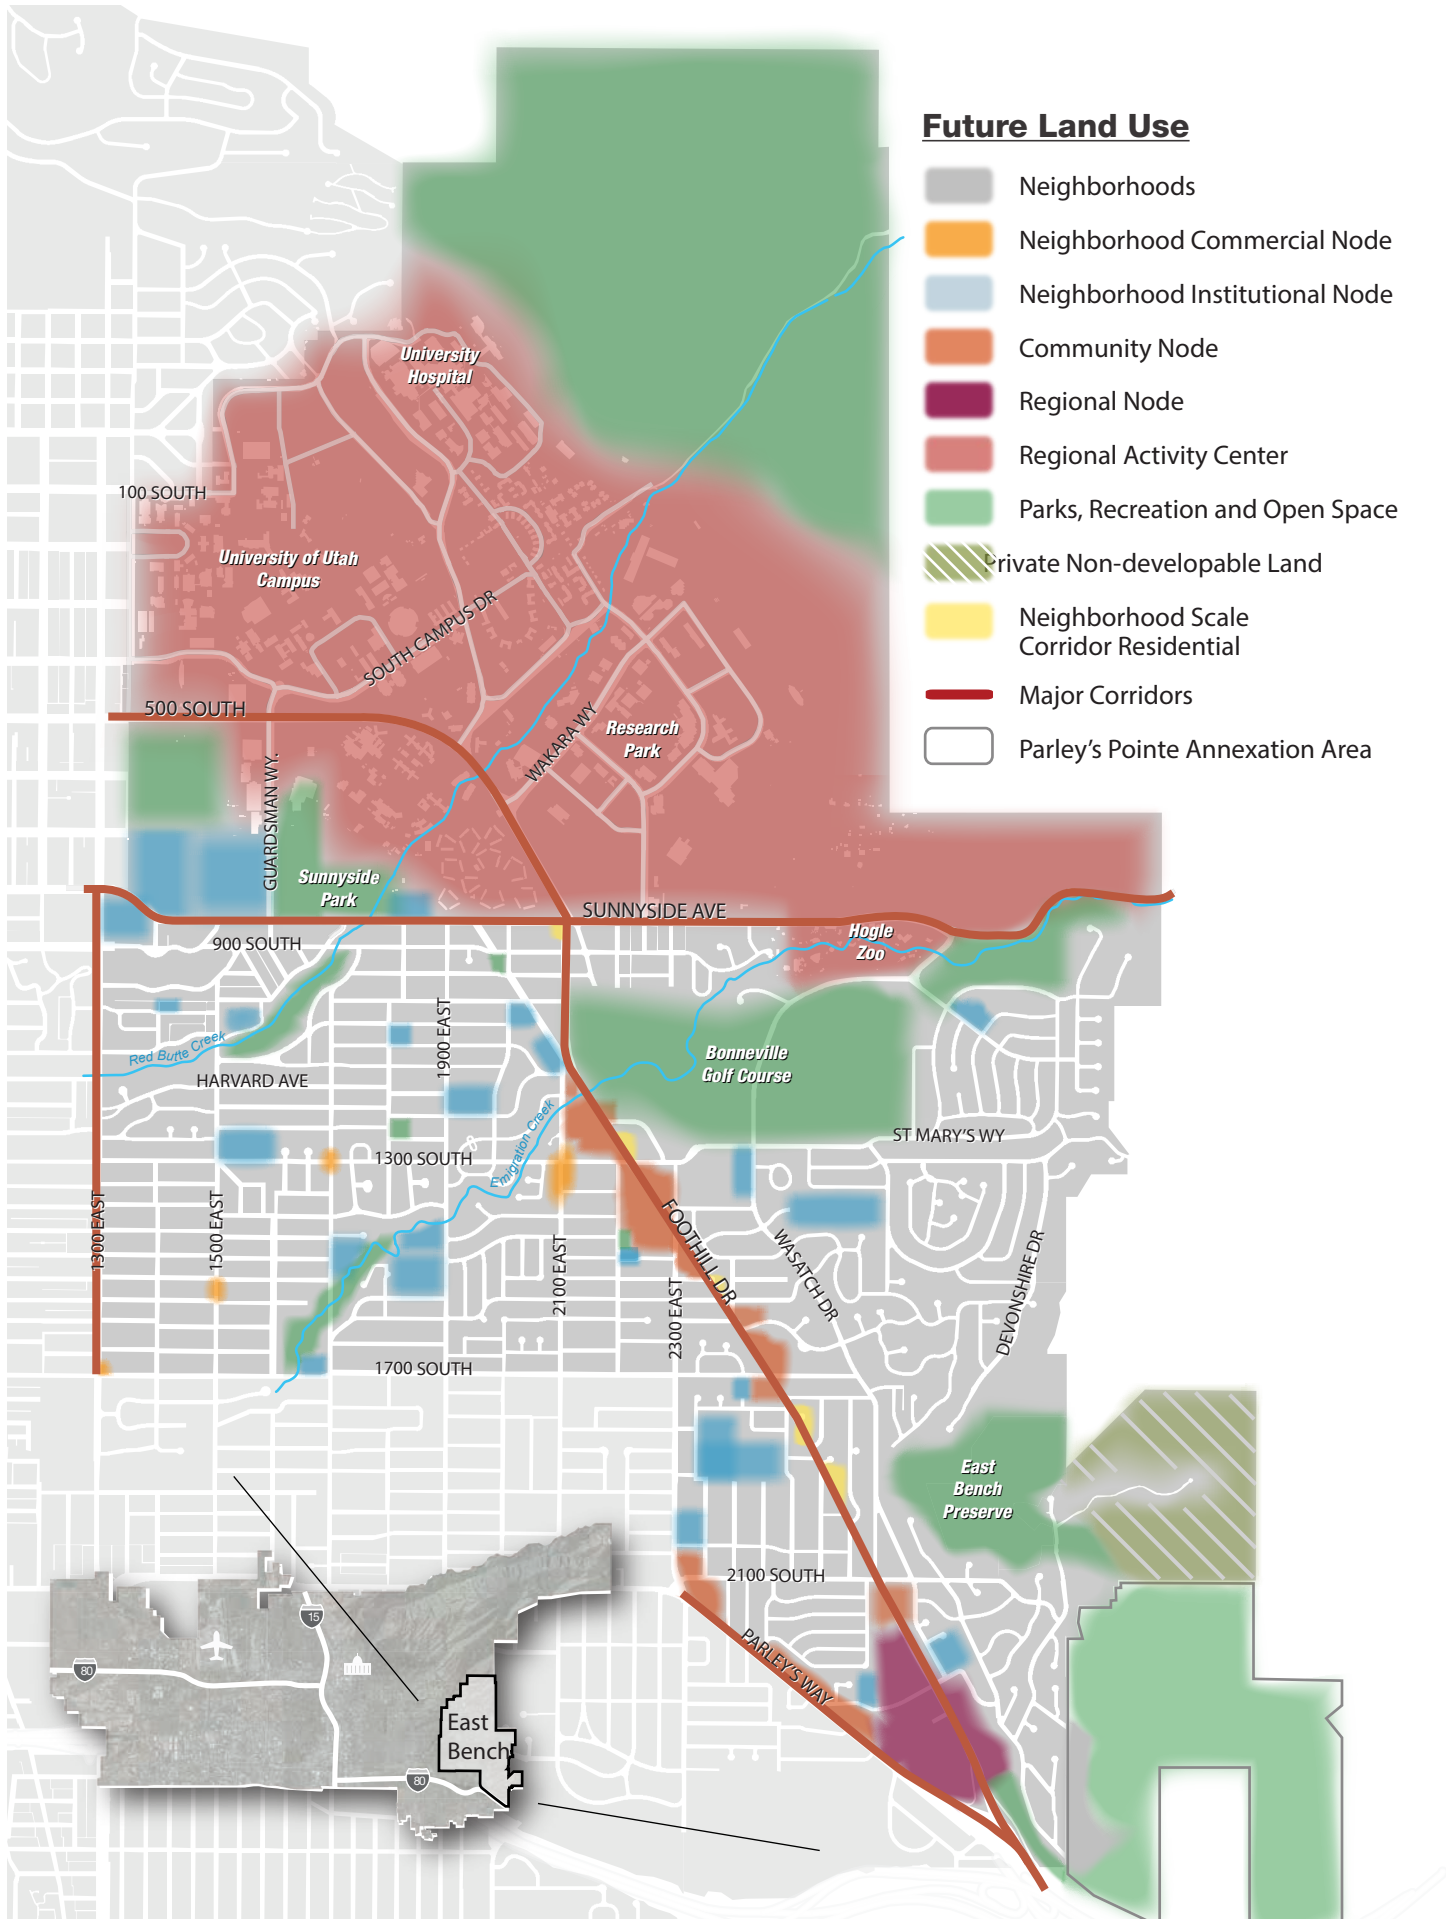 Future Land Use
Neighborhoods
Neighborhood Commercial Node
Neighborhood Institutional Node
Community Node
Regional Node
Regional Activity Center
Parks, Recreation and Open Space
Private Non-developable Land
Neighborhood Scale
Corridor Residential
Major Corridors
Parley's Pointe Annexation Area
University
Hospital
100 SOUTH
University of Utah
Campus
SOUTH CAMPUS DR
500 SOUTH
WAKARA WY
Research
Park
GUARDSMAN WY.
Sunnyside
Park
SUNNYSIDE AVE
900 SOUTH
Hogle
Zoo
1900 EAST
Red Butte Creek
HARVARD AVE
Bonneville
Golf Course
Emigration Creek
ST MARY'S WY
1300 SOUTH
1300 EAST
1500 EAST
FOOTHILL DR
WASATCH DR
2100 EAST
2300 EAST
DEVONSHIRE DR
1700 SOUTH
East
Bench
Preserve
2100 SOUTH
PARLEY'S WAY
15
80
East
Bench
80